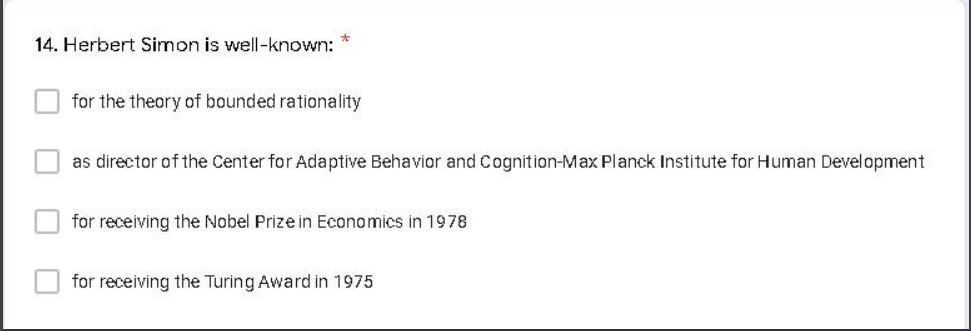 14. Herbert Simon is well-known: *
for the theory of bounded rationality
as director of the Center for Adaptive Behavior and Cognition-Max Planck Institute for Human Development
for receiving the Nobel Prize in Economics in 1978
for receiving the Turing Award in 1975